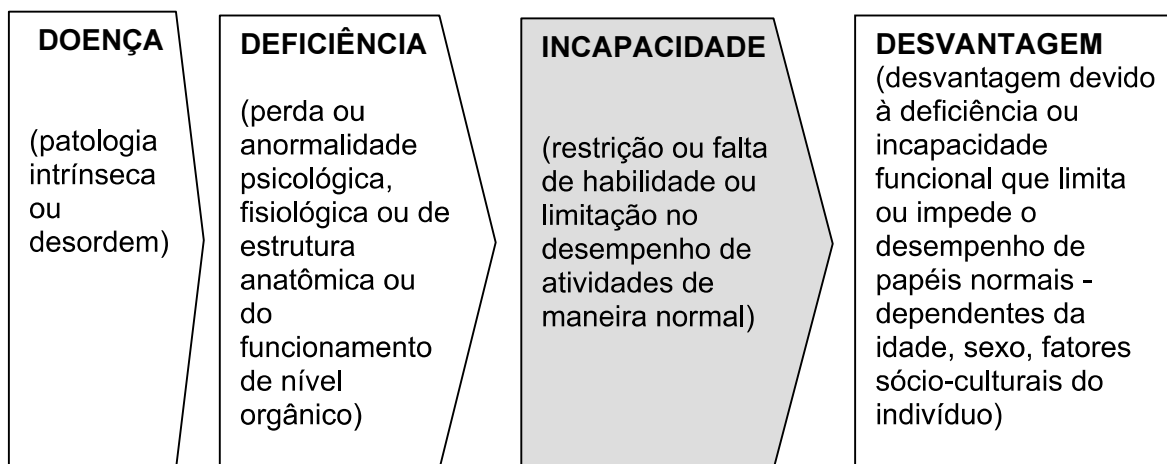 DOENÇA
(patologia
intrínseca
ou
desordem)
DEFICIÊNCIA
(perda ou
anormalidade
psicológica,
fisiológica ou de
estrutura
anatômica ou
do
funcionamento
de nível
orgânico)
INCAPACIDADE
(restrição ou falta
de habilidade ou
limitação no
desempenho de
atividades de
maneira normal)
DESVANTAGEM
(desvantagem devido
à deficiência ou
incapacidade
funcional que limita
ou impede o
desempenho de
papéis normais -
dependentes da
idade, sexo, fatores
sócio-culturais do
indivíduo)